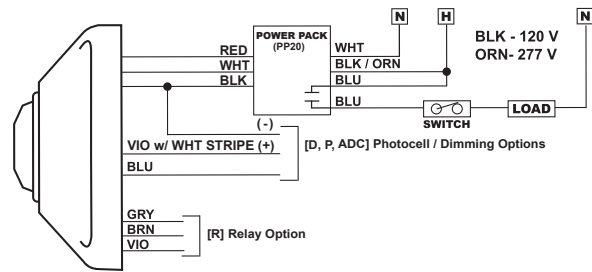 N H N
POWER PACK
(PP20)
BLK - 120 V
ORN- 277 V
RED
WHT
BLK
WHT
BLK / ORN
BLU
BLU
SWITCH
LOAD
(-)
VIO w/ WHT STRIPE (+)
[D, P, ADC] Photocell / Dimming Options
BLU
GRY
BRN
VIO
[R] Relay Option